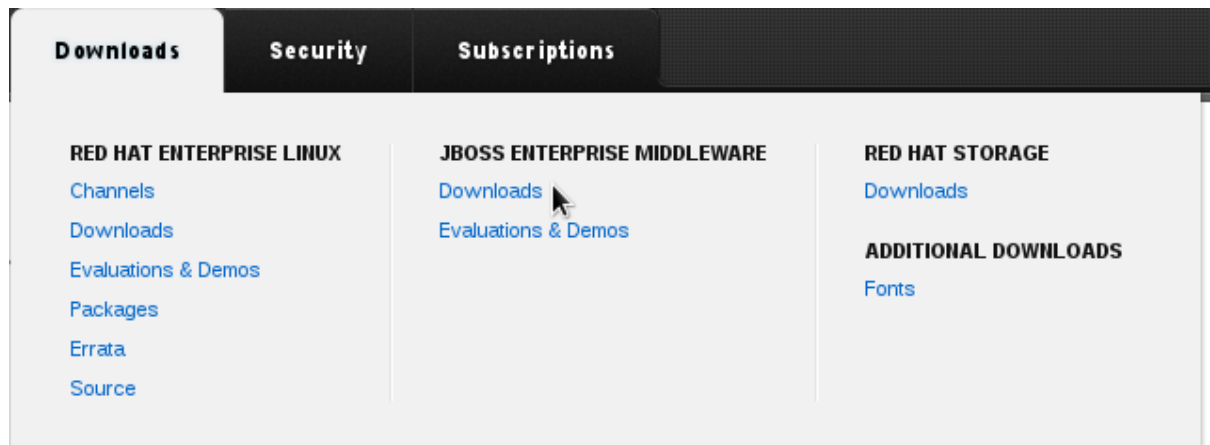 Downloads Security Subscriptions
RED HAT ENTERPRISE LINUX
Channels
Downloads
Evaluations & Demos
Packages
Errata
Source
JBOSS ENTERPRISE MIDDLEWARE
Downloads
Evaluations & Demos
RED HAT STORAGE
Downloads
ADDITIONAL DOWNLOADS
Fonts